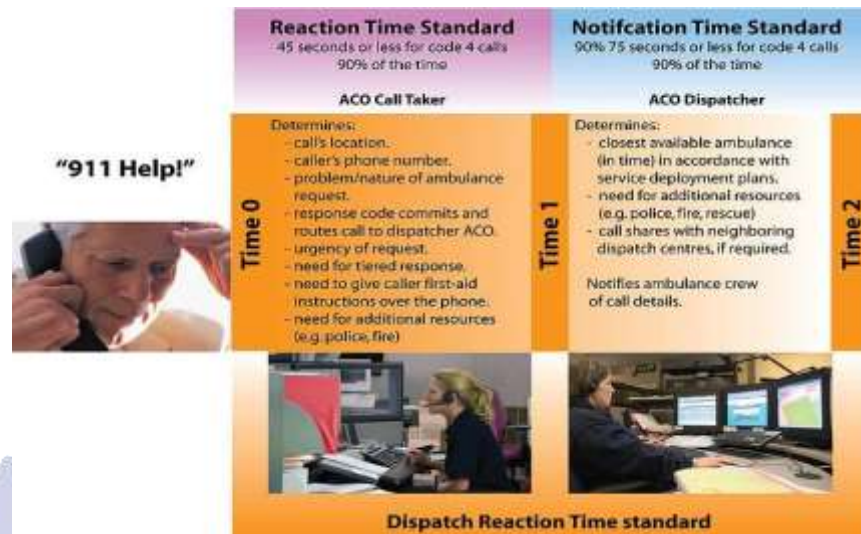 Reaction Time Standard
45 seconds or less for code 4 calls
90% of the time
ACO Call Taker
Notifcation Time Standard
90% 75 seconds or less for code 4 calls
90% of the time
ACO Dispatcher
"911 Help!"
Time 0
Determines:
- call's location.
- caller's phone number.
- problem/nature of ambulance
request.
- response code commits and
routes call to dispatcher ACO.
- urgency of request.
- need for tiered response.
- need to give caller first-aid
instructions over the phone.
- need for additional resources
(e.g. police, fire)
Time 1
Determines:
- closest available ambulance
(in time) in accordance with
service deployment plans.
- need for additional resources
(e.g. police, fire, rescue)
- call shares with neighboring
dispatch centres, if required.
Notifies ambulance crew
of call details.
Time 2
Dispatch Reaction Time standard